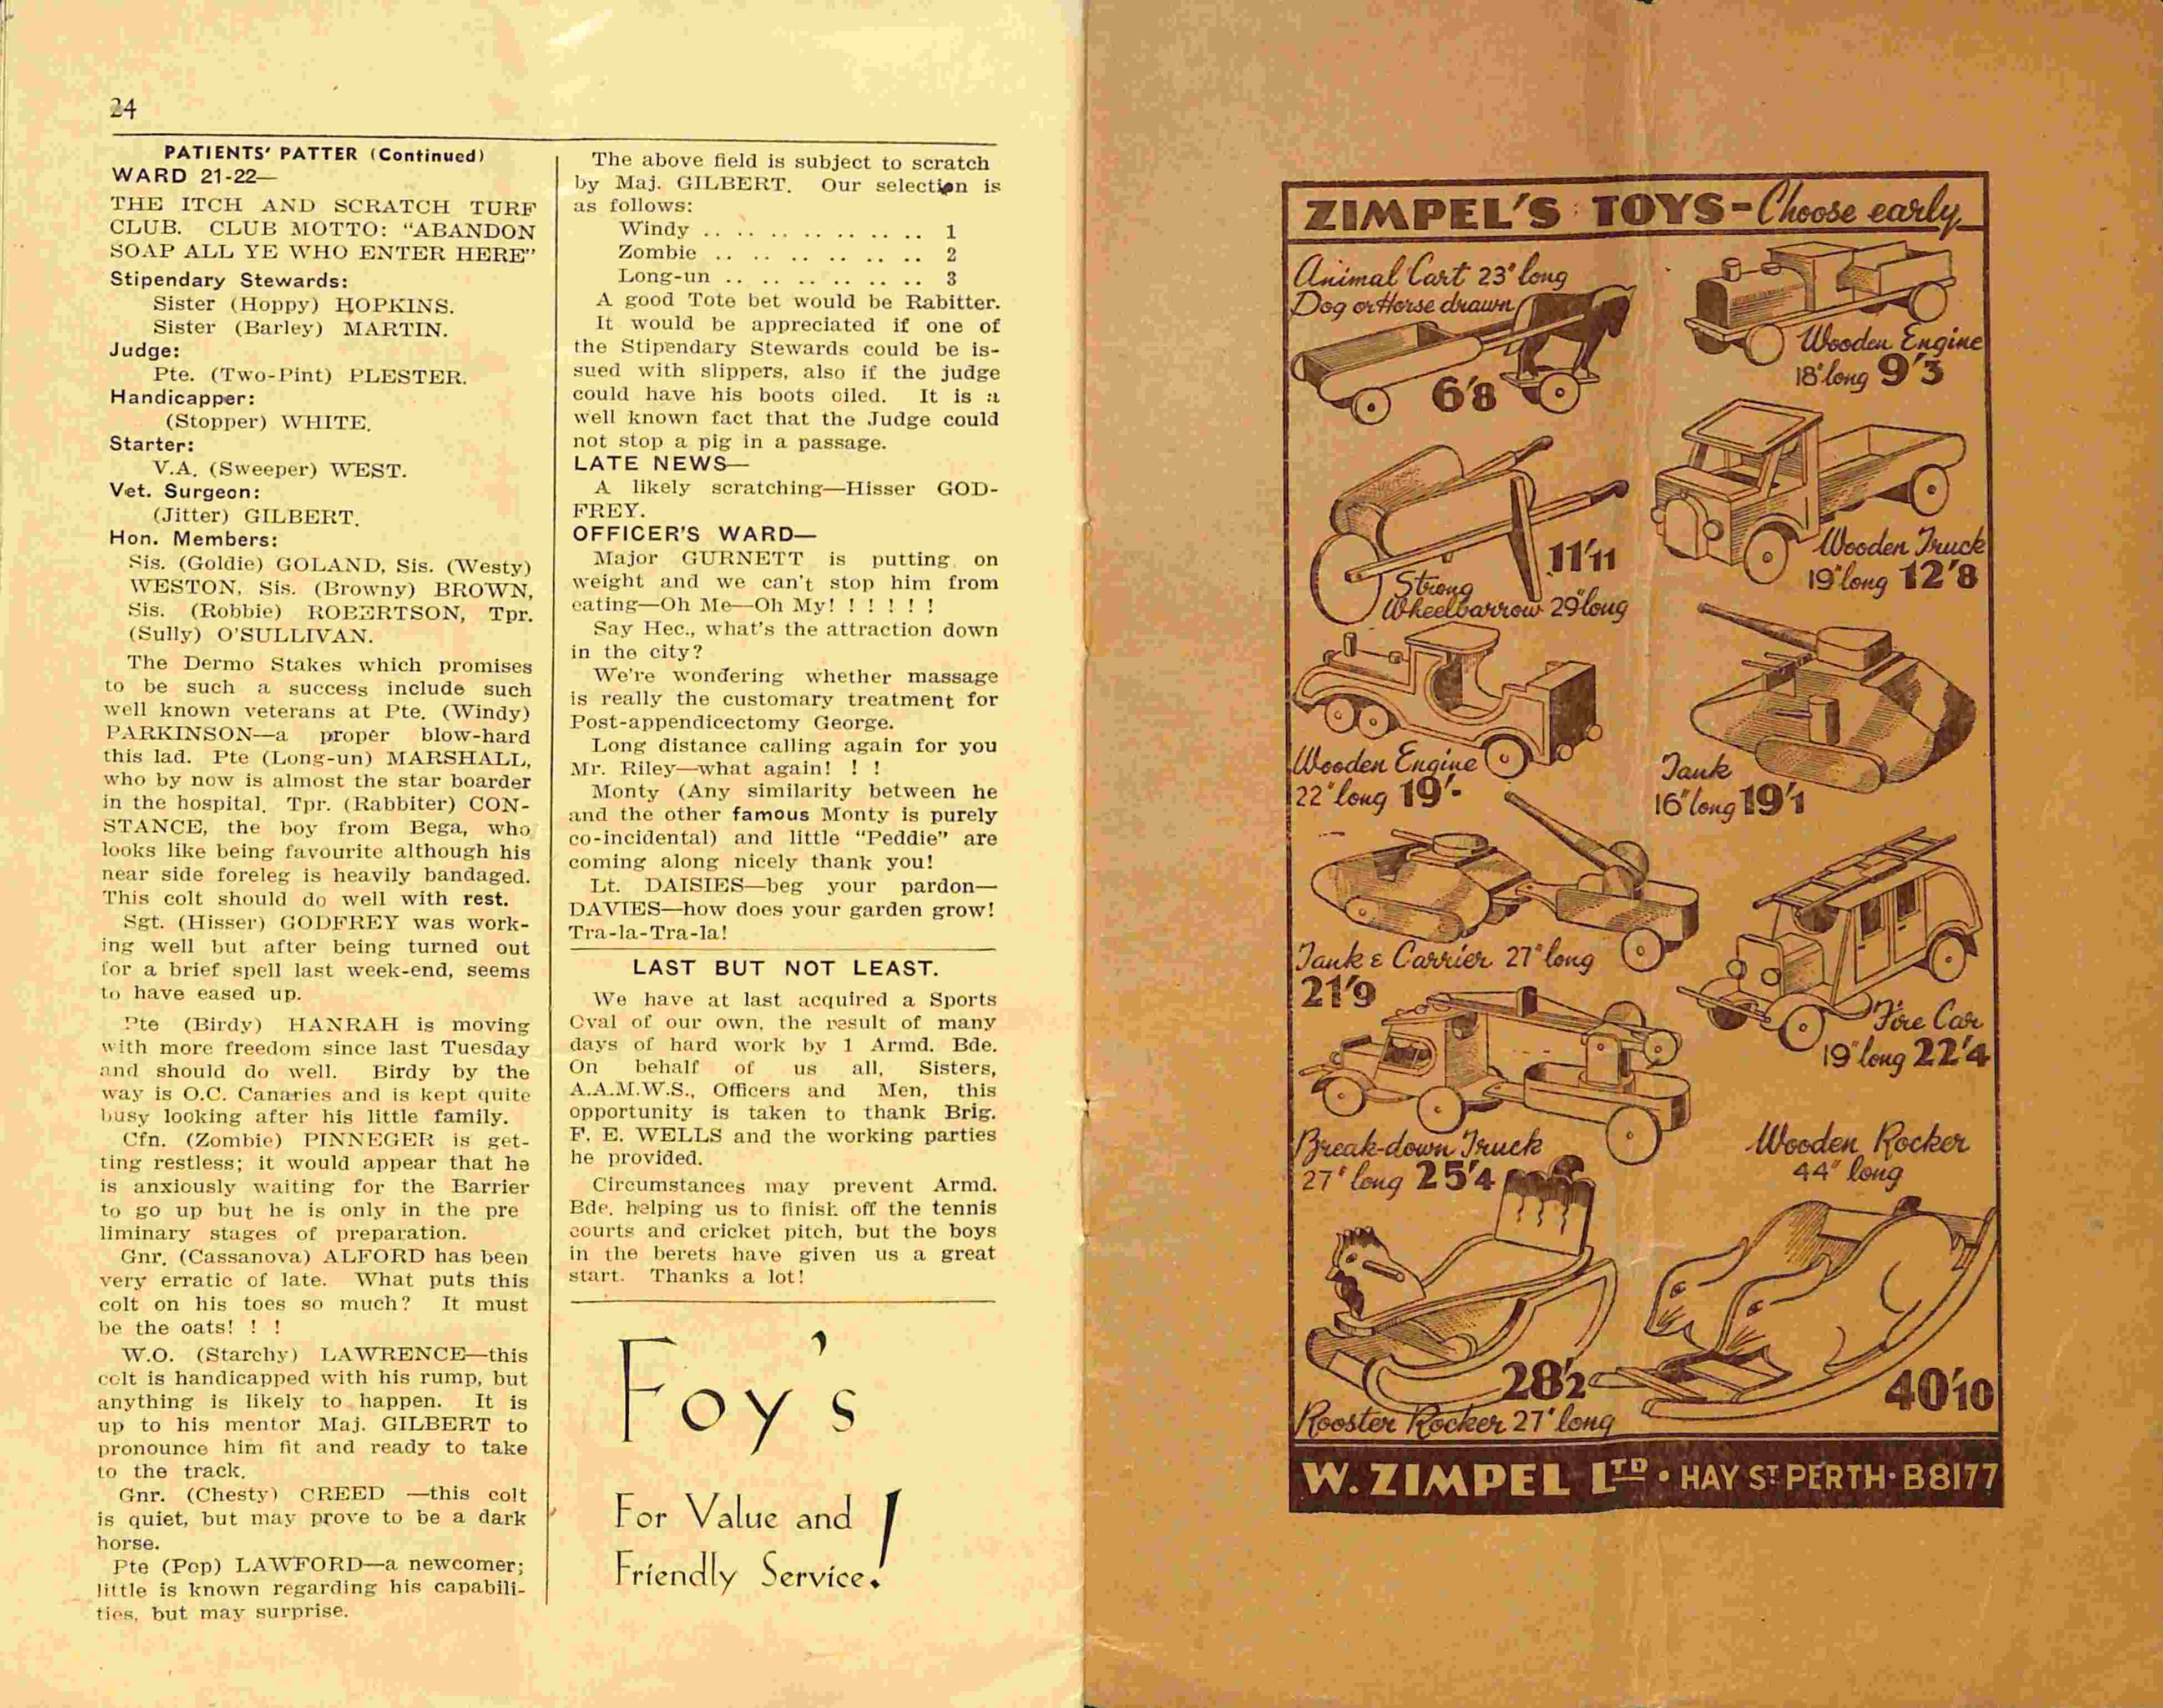 24
PATIENTS' PATTER (Continued)
WARD 21-22—
THE ITCH AND SCRATCH TURF
CLUB. CLUB MOTTO: "ABANDON
SOAP ALL YE WHO ENTER HERE"
Stipendary Stewards:
Sister (Hoppy) HOPKINS.
Sister (Barley) MARTIN.
Judge:
Pte. (Two-Pint) PLESTER.
Handicapper:
(Stopper) WHITE.
Starter:
V.A. (Sweeper) WEST.
Vet. Surgeon:
(Jitter) GILBERT.
Hon. Members:
Sis. (Goldie) GOLAND, Sis. (Westy)
WESTON, Sis. (Browny) BROWN,
Sis. (Robbie) ROBERTSON, Tpr.
(Sully) O'SULLIVAN.
The Dermo Stakes which promises
to be such a success include such
well known veterans at Pte. (Windy)
PARKINSON—a proper blow-hard
this lad. Pte (Long-un) MARSHALL,
who by now is almost the star boarder
in the hospital. Tpr. (Rabbiter) CON-
STANCE, the boy from Bega, who
looks like being favourite although his
near side foreleg is heavily bandaged.
This colt should do well with rest.
Sgt. (Hisser) GODFREY was work-
ing well but after being turned out
for a brief spell last week-end, seems
to have eased up.
Pte (Birdy) HANRAH is moving
with more freedom since last Tuesday
and should do well. Birdy by the
way is O.C. Canaries and is kept quite
busy looking after his little family.
Cfn. (Zombie) PINNEGER is get-
ting restless; it would appear that he
is anxiously waiting for the Barrier
to go up but he is only in the pre
liminary stages of preparation.
Gnr. (Cassanova) ALFORD has been
very erratic of late. What puts this
colt on his toes so much? It must
be the oats! ! !
W.O. (Starchy) LAWRENCE—this
colt is handicapped with his rump, but
anything is likely to happen. It is
up to his mentor Maj. GILBERT to
pronounce him fit and ready to take
to the track.
Gnr. (Chesty) CREED —this colt
is quiet, but may prove to be a dark
horse.
Pte (Pop) LAWFORD—a newcomer;
little is known regarding his capabili-
ties, but may surprise.
The above field is subject to scratch
by Maj. GILBERT. Our selection is
as follows:
Windy .. .. .. .. .. .. .. 1
Zombie .. .. .. .. .. .. 2
Long-un .. .. .. .. .. .. 3
A good Tote bet would be Rabitter.
It would be appreciated if one of
the Stipendary Stewards could be is-
sued with slippers, also if the judge
could have his boots oiled. It is a
well known fact that the Judge could
not stop a pig in a passage.
LATE NEWS—
A likely scratching—Hisser GOD-
FREY.
OFFICER'S WARD—
Major GURNETT is putting on
weight and we can't stop him from
eating—Oh Me—Oh My! ! ! ! ! !
Say Hec., what's the attraction down
in the city?
We're wondering whether massage
is really the customary treatment for
Post-appendicectomy George.
Long distance calling again for you
Mr. Riley—what again! ! !
Monty (Any similarity between he
and the other famous Monty is purely
co-incidental) and little "Peddie" are
coming along nicely thank you!
Lt. DAISIES—beg your pardon—
DAVIES—how does your garden grow!
Tra-la-Tra-la!
LAST BUT NOT LEAST.
We have at last acquired a Sports
Oval of our own, the result of many
days of hard work by 1 Armd. Bde.
On behalf of us all, Sisters,
A.A.M.W.S., Officers and Men, this
opportunity is taken to thank Brig.
F. E. WELLS and the working parties
he provided.
Circumstances may prevent Armd.
Bde. helping us to finish off the tennis
courts and cricket pitch, but the boys
in the berets have given us a great
start. Thanks a lot!
Foy's
For Value and
Friendly Service!
ZIMPEL'S TOYS - Choose early
Animal Cart 23" long
Dog or Horse drawn
6'8
Wooden Engine
18" long 9'3
11'11
Strong
Wheelbarrow 29" long
Wooden Truck
19" long 12'8
Wooden Engine
22" long 19'-
Tank
16" long 19'1
Tank & Carrier 27" long
21'9
Fire Car
19" long 22'4
Break-down Truck
27" long 25'4
Wooden Rocker
44" long
28'2
40'10
Rooster Rocker 27" long
W. ZIMPEL LTD • HAY ST PERTH • B8177